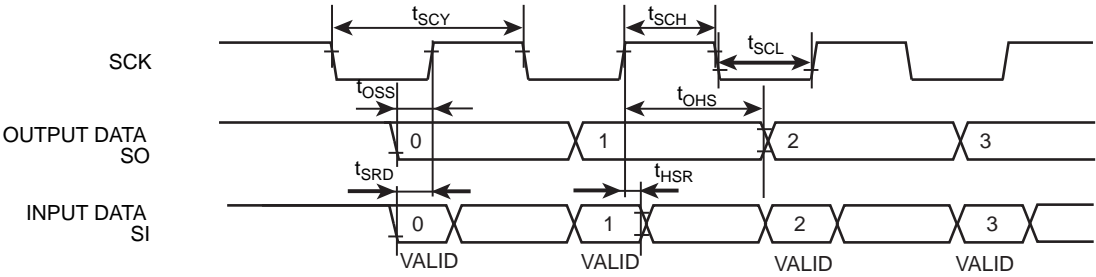 tSCY
tSCH
SCK
tSCL
tOSS
tOHS
OUTPUT DATA
SO
0
1
2
3
tSRD
tHSR
INPUT DATA
SI
0
1
2
3
VALID
VALID
VALID
VALID